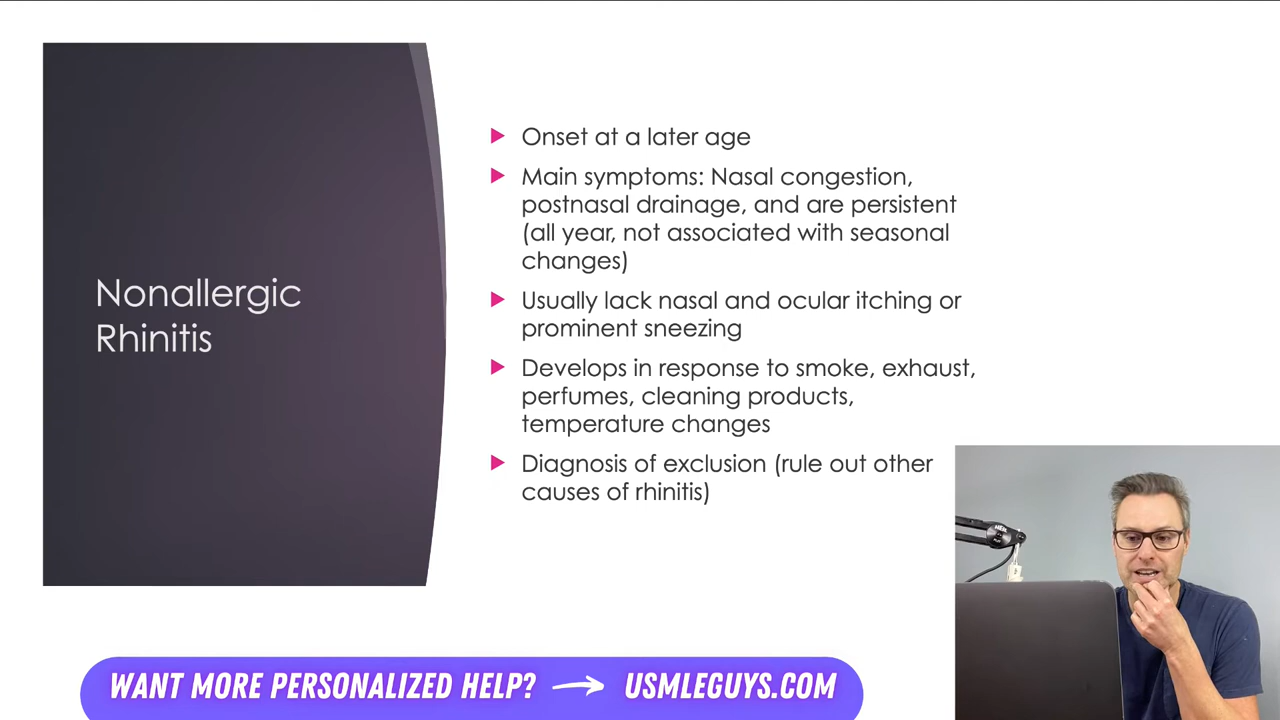 Nonallergic
Rhinitis
Onset at a later age
Main symptoms: Nasal congestion,
postnasal drainage, and are persistent
(all year, not associated with seasonal
changes)
Usually lack nasal and ocular itching or
prominent sneezing
Develops in response to smoke, exhaust,
perfumes, cleaning products,
temperature changes
Diagnosis of exclusion (rule out other
causes of rhinitis)
WANT MORE PERSONALIZED HELP? → USMLEGUYS.COM